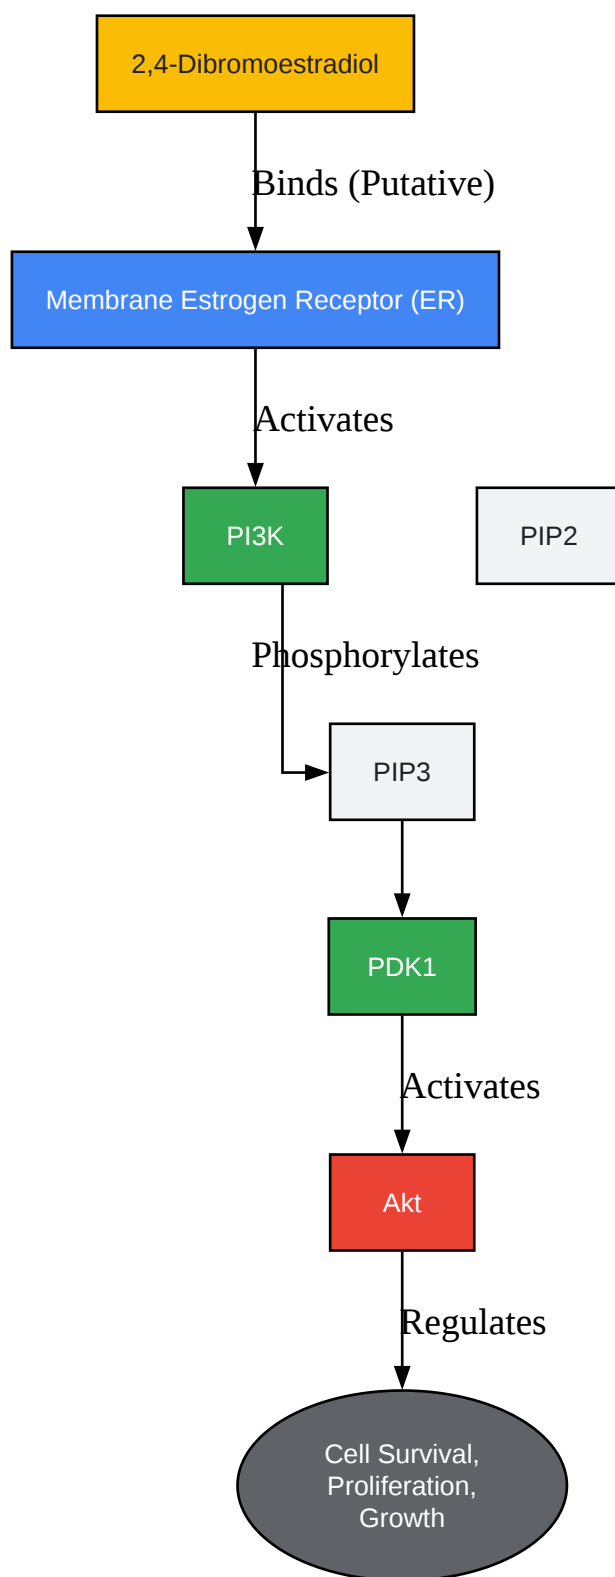 2,4-Dibromoestradiol
Binds (Putative)
Membrane Estrogen Receptor (ER)
Activates
PI3K
PIP2
Phosphorylates
PIP3
PDK1
Activates
Akt
Regulates
Cell Survival,
Proliferation,
Growth